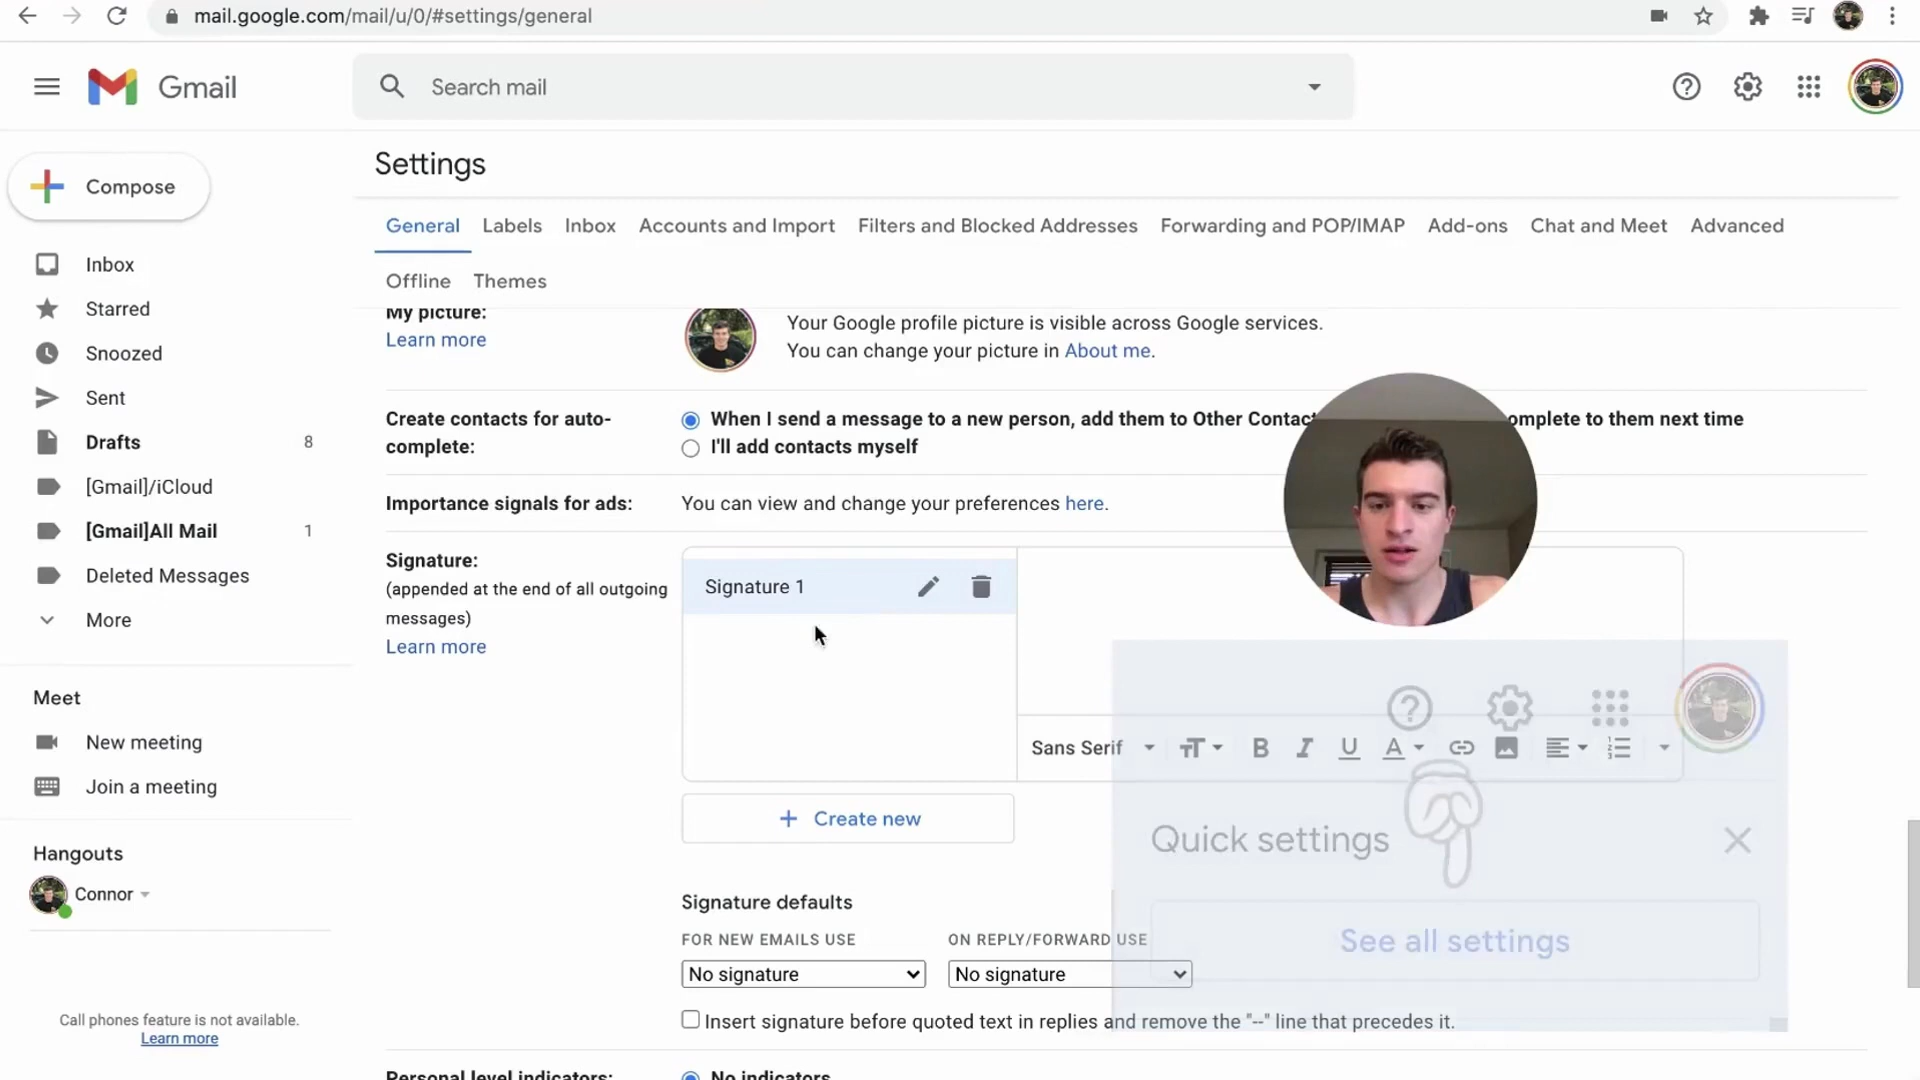 mail.google.com/mail/u/0/#settings/general
Gmail
Search mail
Compose
Settings
General Labels Inbox Accounts and Import Filters and Blocked Addresses Forwarding and POP/IMAP Add-ons Chat and Meet Advanced
Offline Themes
Inbox
Starred
Snoozed
Sent
Drafts 8
[Gmail]/iCloud
[Gmail]All Mail 1
Deleted Messages
More
Meet
New meeting
Join a meeting
Hangouts
Connor
Call phones feature is not available.
Learn more
My picture:
Learn more
Your Google profile picture is visible across Google services.
You can change your picture in About me.
Create contacts for auto-
complete:
When I send a message to a new person, add them to Other Contac omplete to them next time
I'll add contacts myself
Importance signals for ads:
You can view and change your preferences here.
Signature:
(appended at the end of all outgoing
messages)
Learn more
Signature 1
Sans Serif
B I U A
+ Create new
Quick settings
See all settings
Signature defaults
FOR NEW EMAILS USE ON REPLY/FORWARD USE
No signature No signature
Insert signature before quoted text in replies and remove the "--" line that precedes it.
Personal level indicators:
No indicators